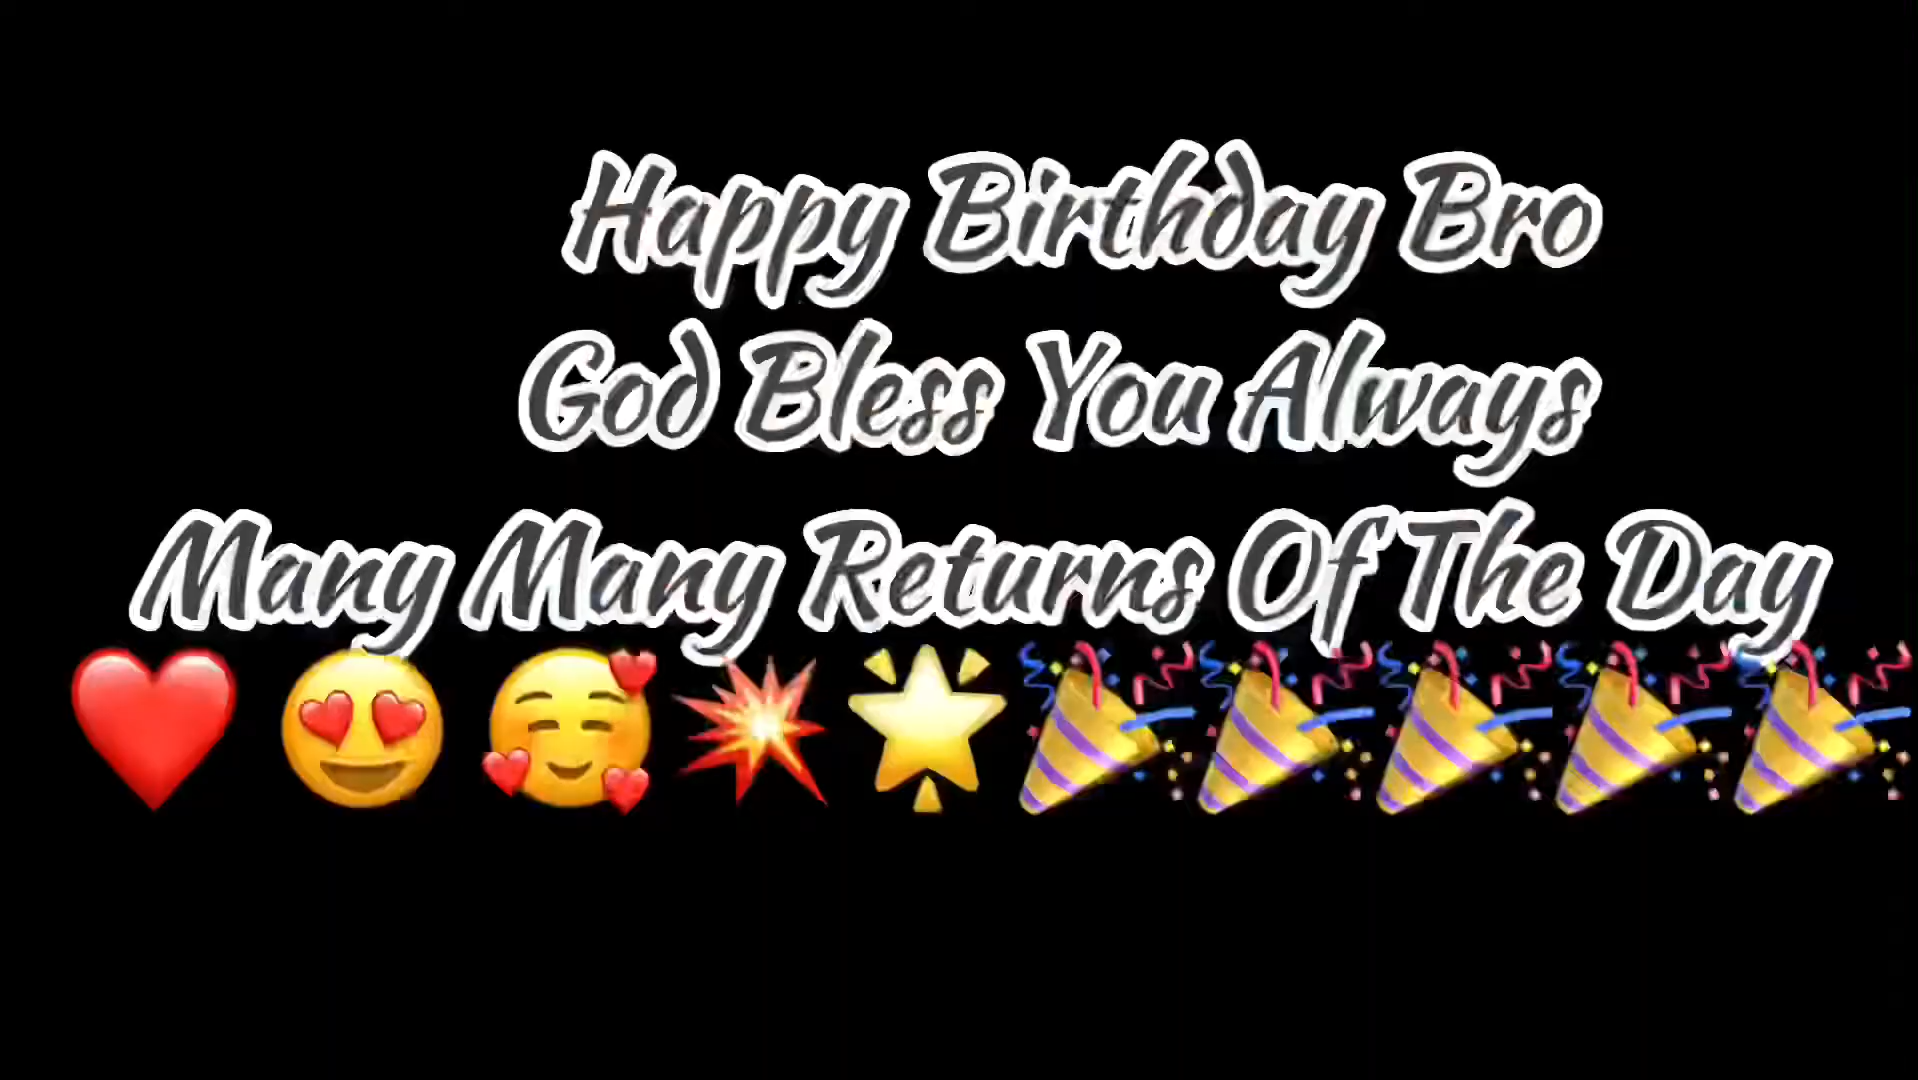 Happy Birthday Bro
God Bless You Always
Many Many Returns Of The Day
❤️😍🥰💥🌟🎉🎉🎉🎉🎉